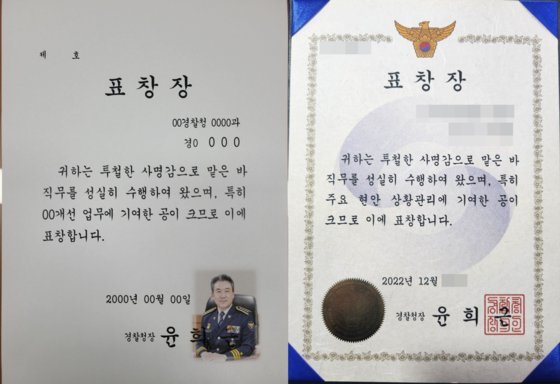 제 호
표 창 장
00경찰청 0000과
경0 0 0 0
귀하는 투철한 사명감으로 맡은 바
직무를 성실히 수행하여 왔으며, 특히
00개선 업무에 기여한 공이 크므로 이에
표창합니다.
2000년 00월 00일
경찰청장 윤 희 근
표 창 장
귀하는 투철한 사명감으로 맡은 바
직무를 성실히 수행하여 왔으며, 특히
주요 현안 상황관리에 기여한 공이
크므로 이에 표창합니다.
2022년 12월
경찰청장 윤 희 근